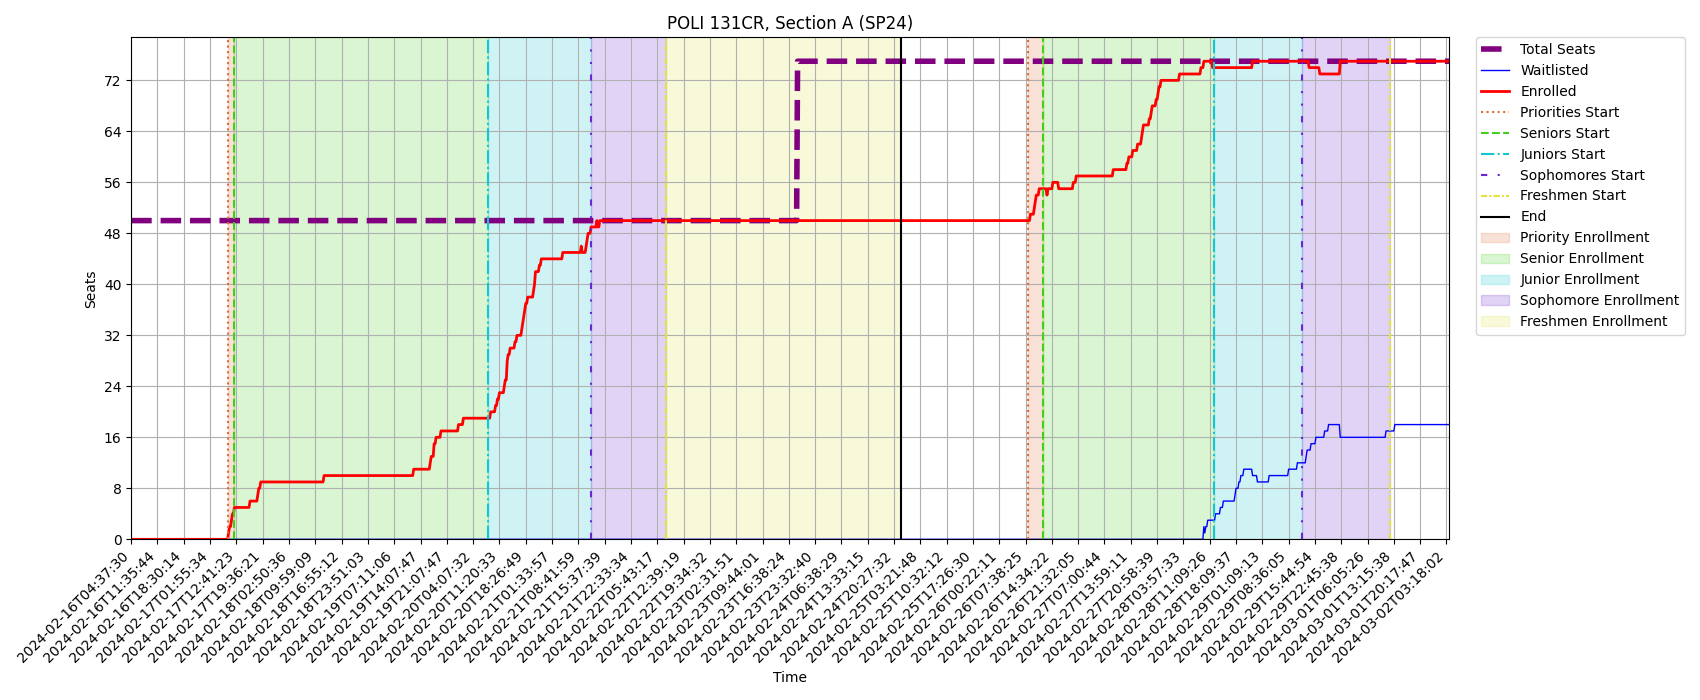 POLI 131CR, Section A (SP24)
Seats
72
64
56
48
40
32
24
16
8
0
2024-02-16T04:37:30
2024-02-16T11:35:44
2024-02-16T18:30:14
2024-02-17T01:55:34
2024-02-17T12:41:23
2024-02-17T19:36:21
2024-02-18T02:50:36
2024-02-18T09:59:09
2024-02-18T16:55:12
2024-02-18T23:51:03
2024-02-19T07:11:06
2024-02-19T14:07:47
2024-02-19T21:07:47
2024-02-20T04:07:32
2024-02-20T11:20:33
2024-02-20T18:26:49
2024-02-21T01:33:57
2024-02-21T08:41:59
2024-02-21T15:37:39
2024-02-21T22:33:34
2024-02-22T05:43:17
2024-02-22T12:39:19
2024-02-22T19:34:32
2024-02-23T02:31:51
2024-02-23T09:44:01
2024-02-23T16:38:24
2024-02-23T23:32:40
2024-02-24T06:38:29
2024-02-24T13:33:15
2024-02-24T20:27:32
2024-02-25T03:21:48
2024-02-25T10:32:12
2024-02-25T17:26:30
2024-02-26T00:22:11
2024-02-26T07:38:25
2024-02-26T14:34:22
2024-02-26T21:32:05
2024-02-27T07:00:44
2024-02-27T13:59:11
2024-02-27T20:58:39
2024-02-28T03:57:33
2024-02-28T11:09:26
2024-02-28T18:09:37
2024-02-29T01:09:13
2024-02-29T08:36:05
2024-02-29T15:44:54
2024-02-29T22:45:38
2024-03-01T06:05:26
2024-03-01T13:15:38
2024-03-01T20:17:47
2024-03-02T03:18:02
Time
Total Seats
Waitlisted
Enrolled
Priorities Start
Seniors Start
Juniors Start
Sophomores Start
Freshmen Start
End
Priority Enrollment
Senior Enrollment
Junior Enrollment
Sophomore Enrollment
Freshmen Enrollment